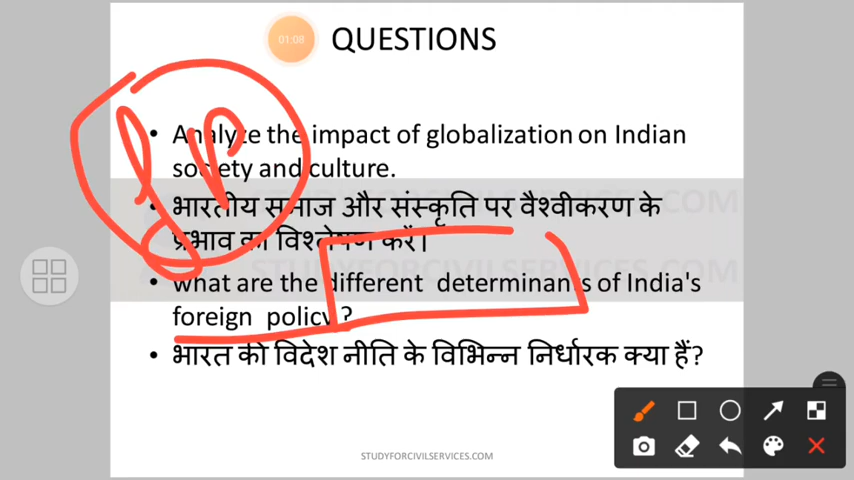 01:08
QUESTIONS
• Analyze the impact of globalization on Indian
society and culture.
• भारतीय समाज और संस्कृति पर वैश्वीकरण के
प्रभाव का विश्लेषण करें।
• What are the different determinants of India's
foreign policy ?
• भारत की विदेश नीति के विभिन्न निर्धारक क्या हैं?
STUDYFORCIVILSERVICES.COM